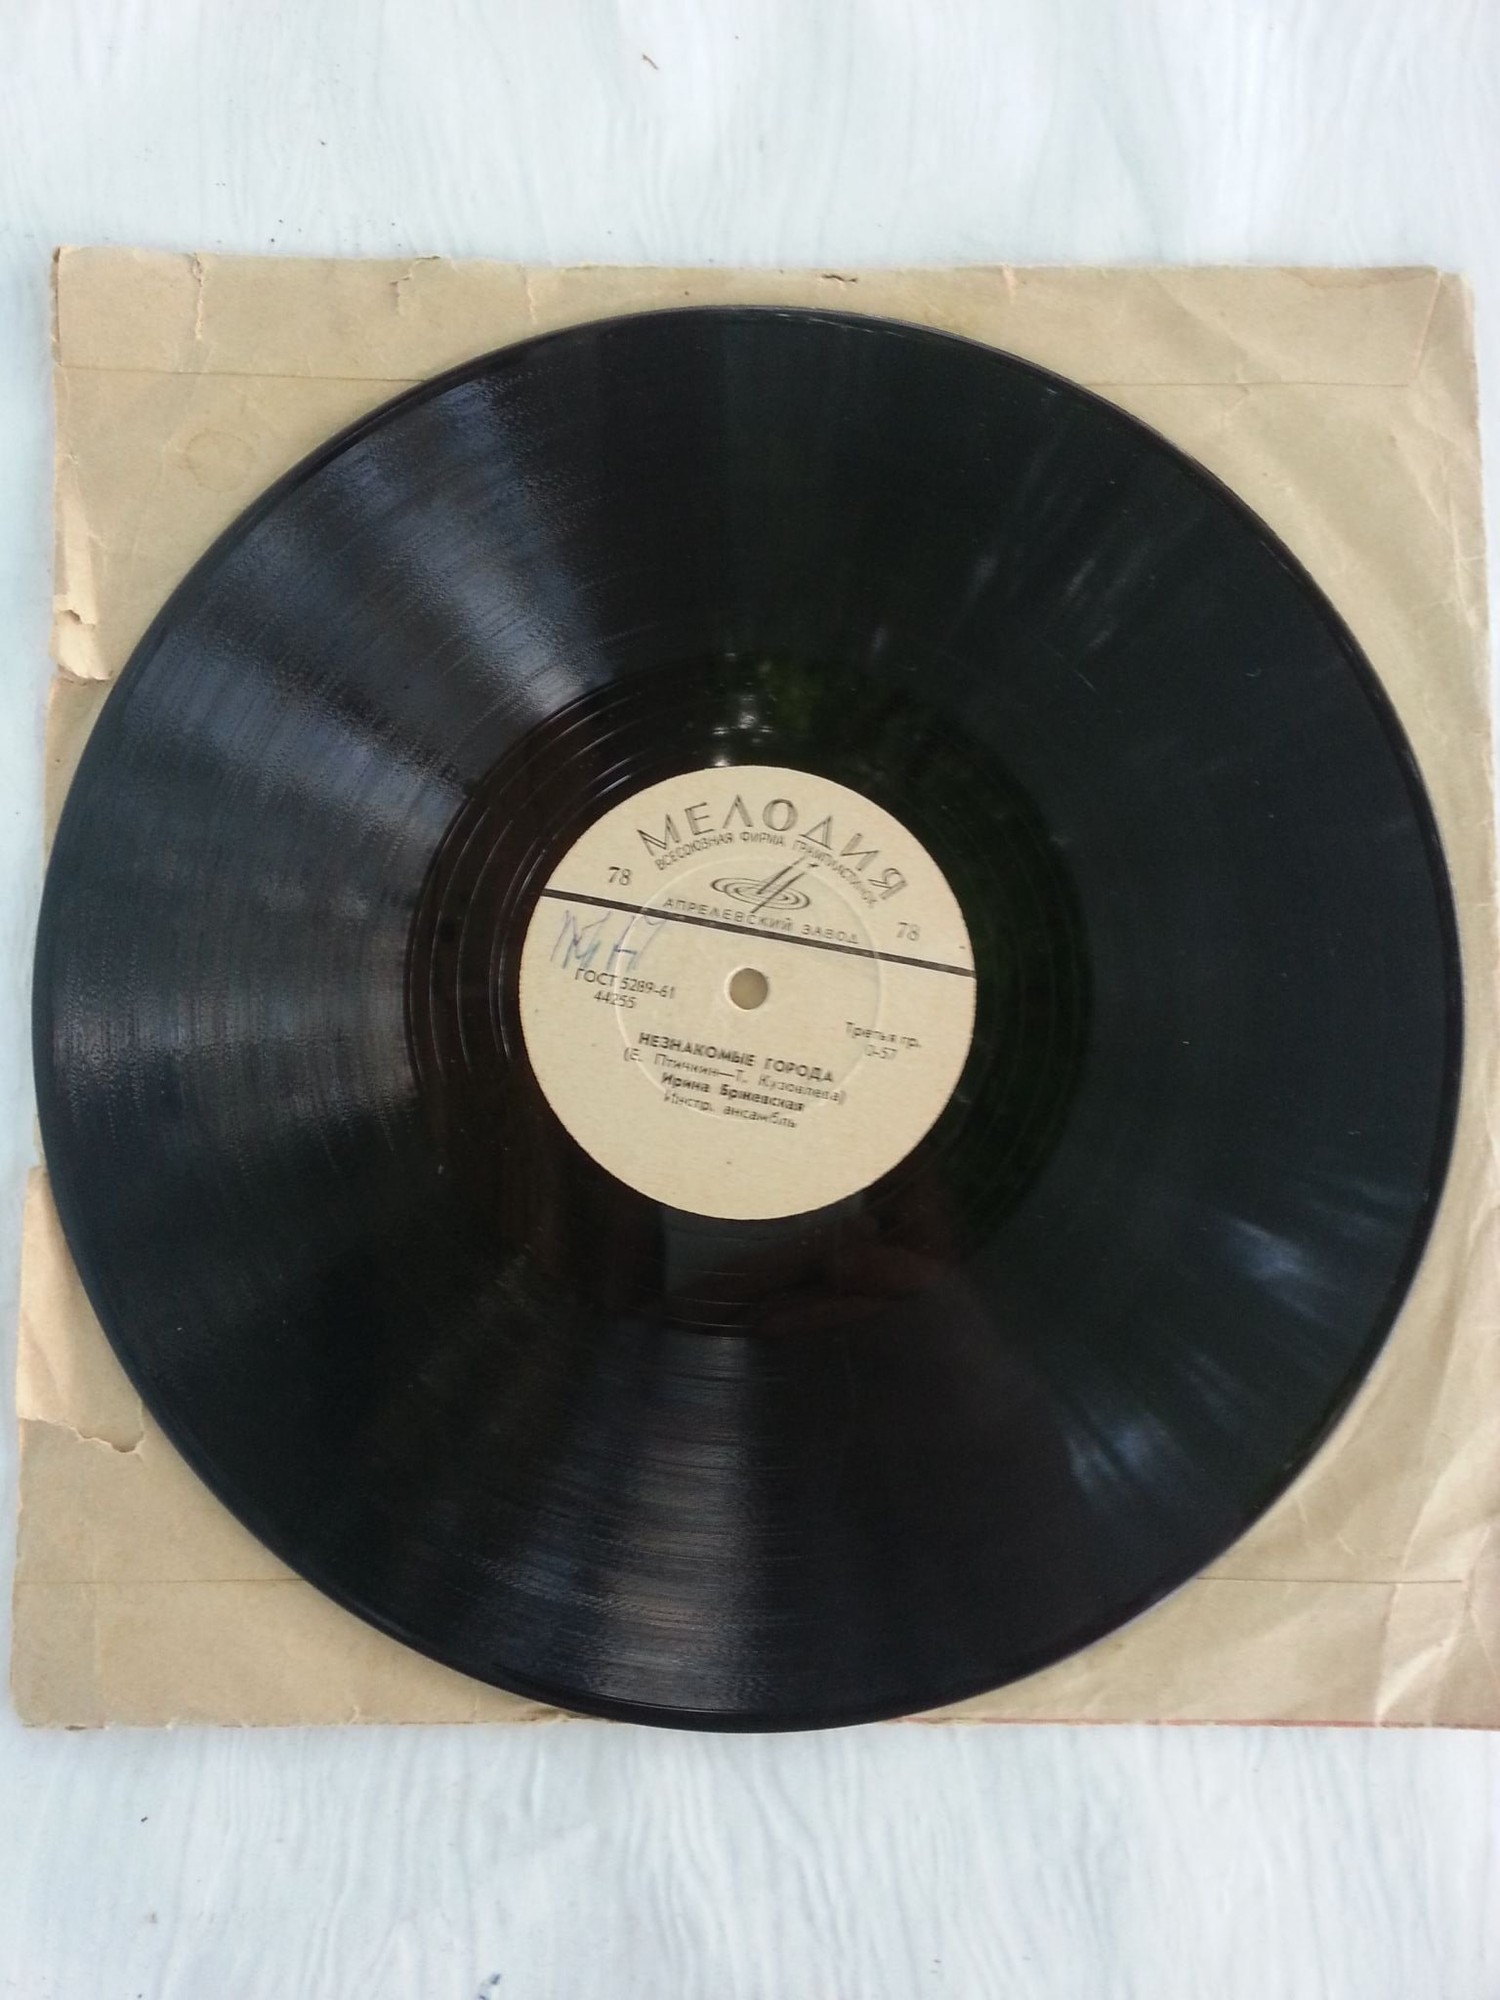 МЕЛОДИЯ
ВСЕСОЮЗНАЯ ФИРМА ГРАМПЛАСТИНОК
78
АПРЕЛЕВСКИЙ ЗАВОД
78
ГОСТ 5289-61
44255
Третья гр.
0-57
НЕЗНАКОМЫЕ ГОРОДА
(Е. Птичкин—Т. Кузовлева)
Ирина Бржевская
Инстр. ансамбль